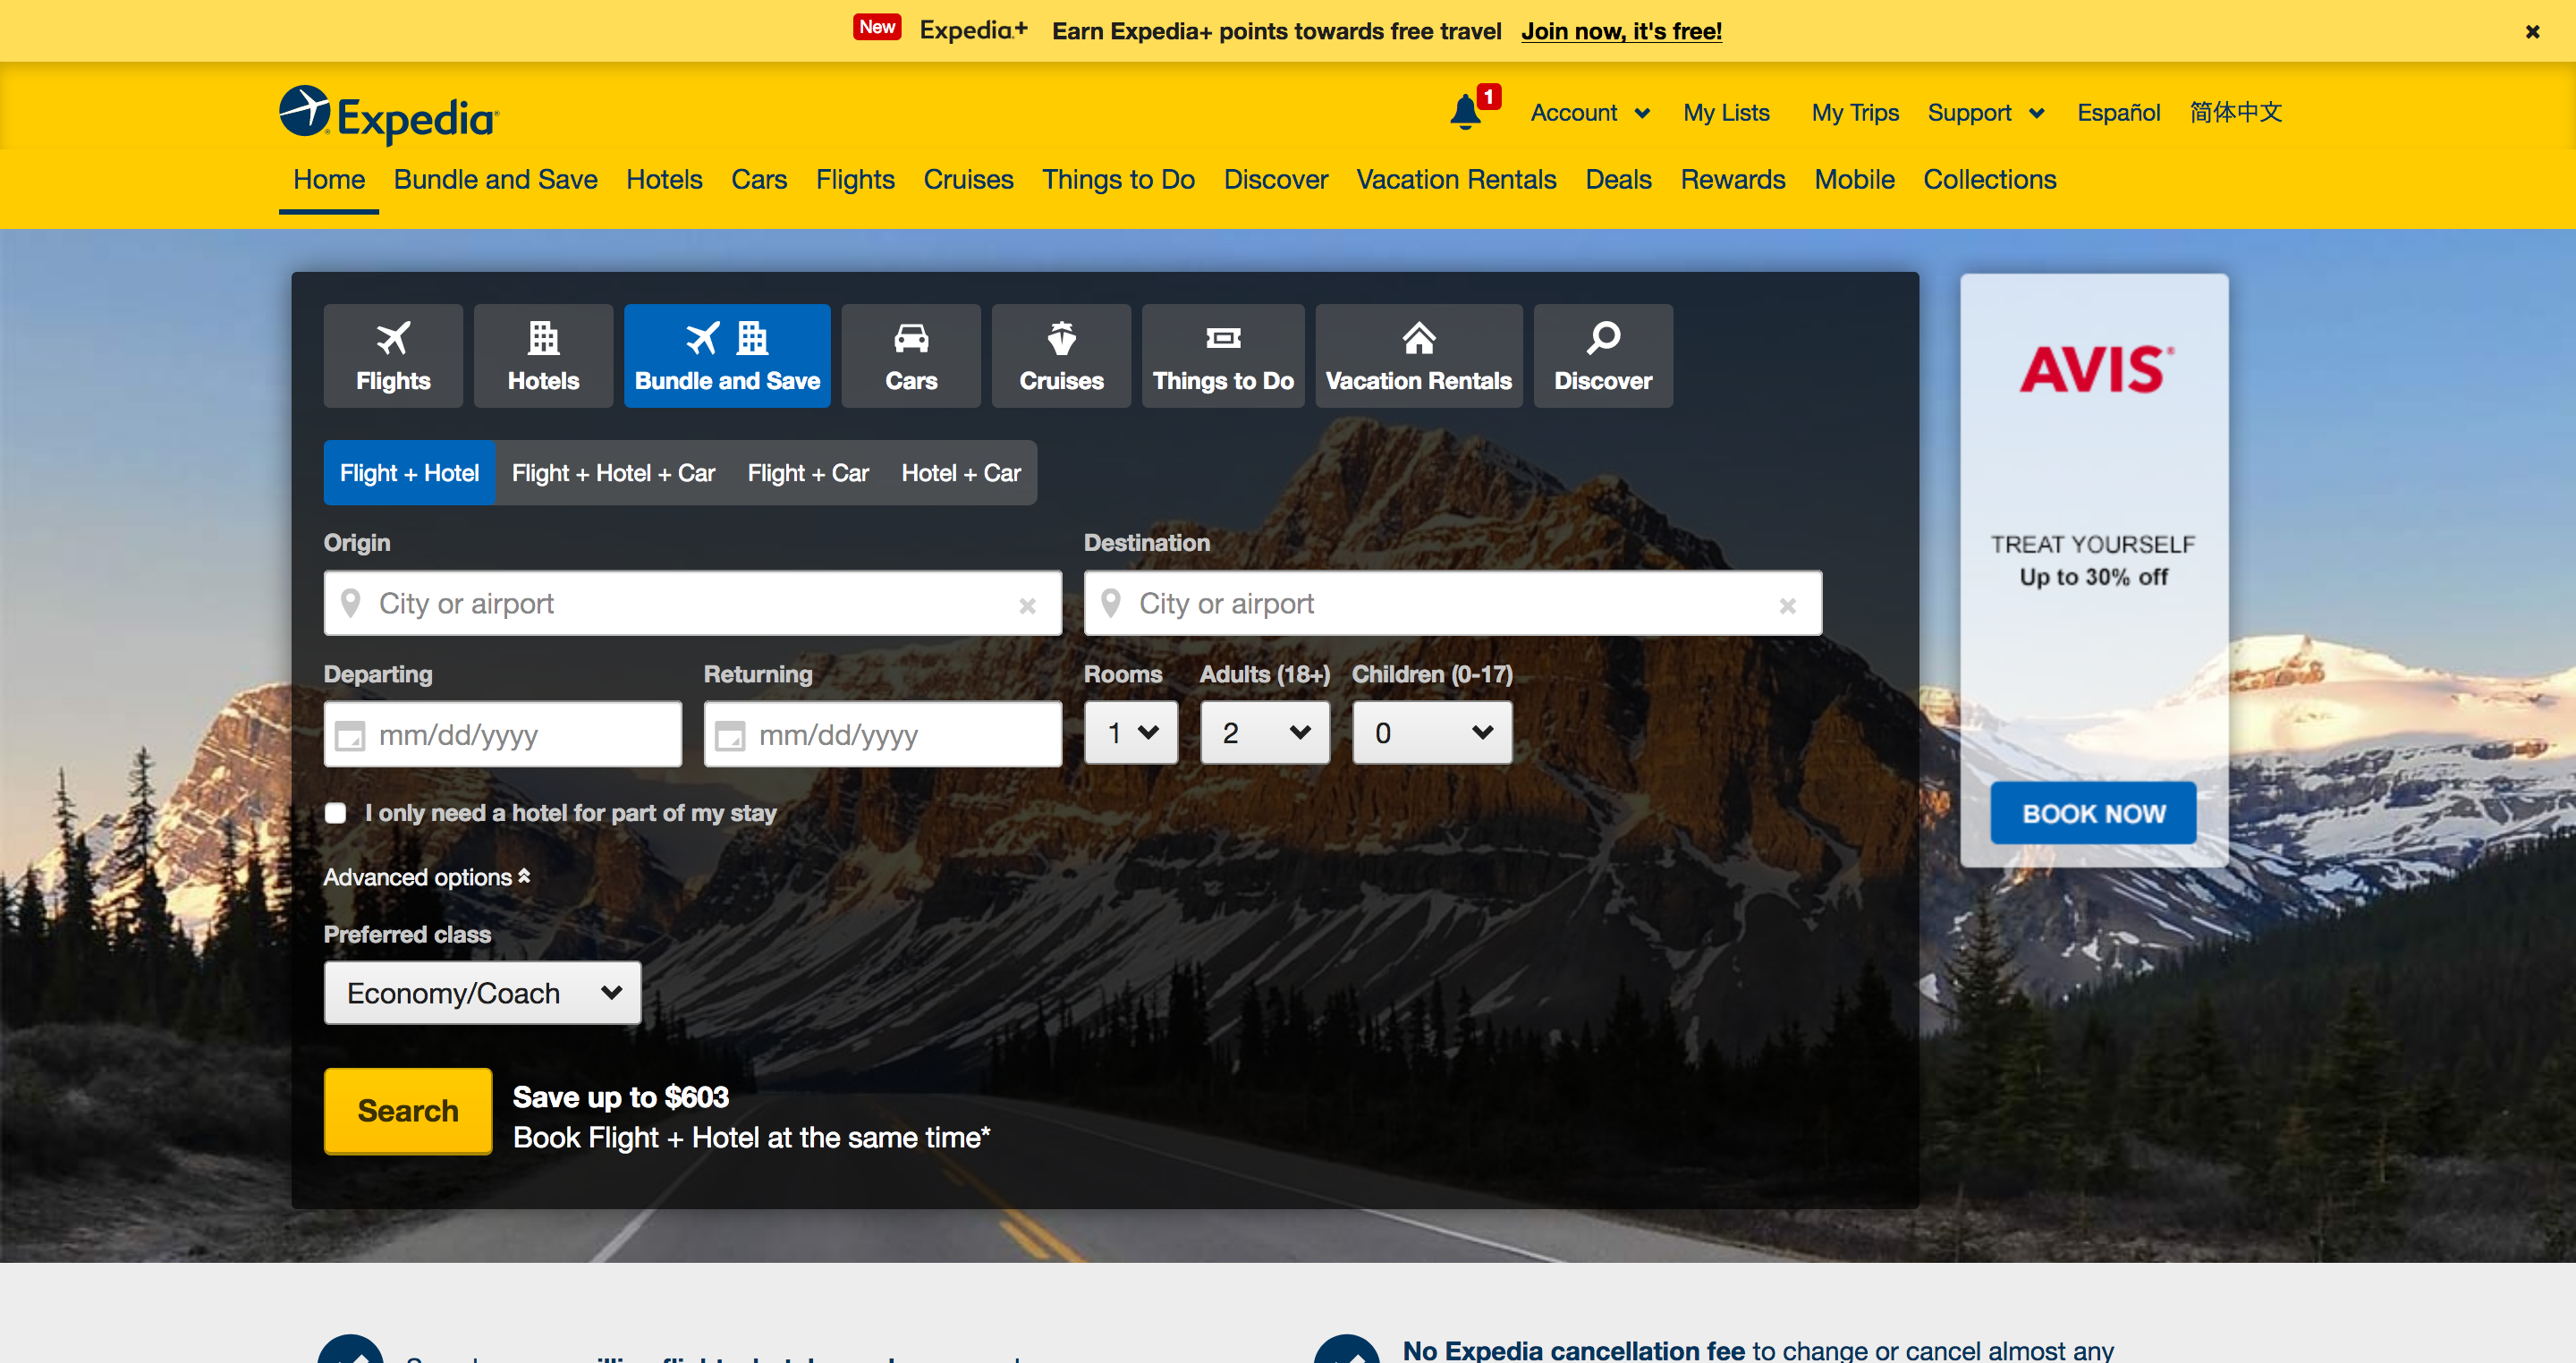 New Expedia+ Earn Expedia+ points towards free travel Join now, it's free!
Expedia
1
Account My Lists My Trips Support Español 简体中文
Home Bundle and Save Hotels Cars Flights Cruises Things to Do Discover Vacation Rentals Deals Rewards Mobile Collections
Flights Hotels Bundle and Save Cars Cruises Things to Do Vacation Rentals Discover
Flight + Hotel Flight + Hotel + Car Flight + Car Hotel + Car
Origin Destination
City or airport City or airport
Departing Returning Rooms Adults (18+) Children (0-17)
mm/dd/yyyy mm/dd/yyyy 1 2 0
I only need a hotel for part of my stay
Advanced options
Preferred class
Economy/Coach
Search
Save up to $603
Book Flight + Hotel at the same time*
AVIS
TREAT YOURSELF
Up to 30% off
BOOK NOW
No Expedia cancellation fee to change or cancel almost any